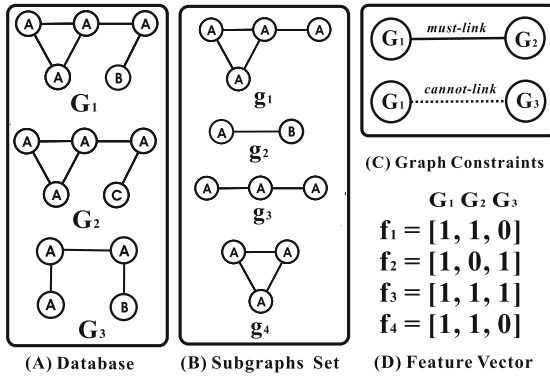 A A A
A B
G1
A A A
A C
G2
A A
A B
G3
(A) Database
A A A
A
g1
A B
g2
A A A
g3
A A
A
g4
(B) Subgraphs Set
G1 must-link G2
G1 cannot-link G3
(C) Graph Constraints
G1 G2 G3
f1 = [1, 1, 0]
f2 = [1, 0, 1]
f3 = [1, 1, 1]
f4 = [1, 1, 0]
(D) Feature Vector